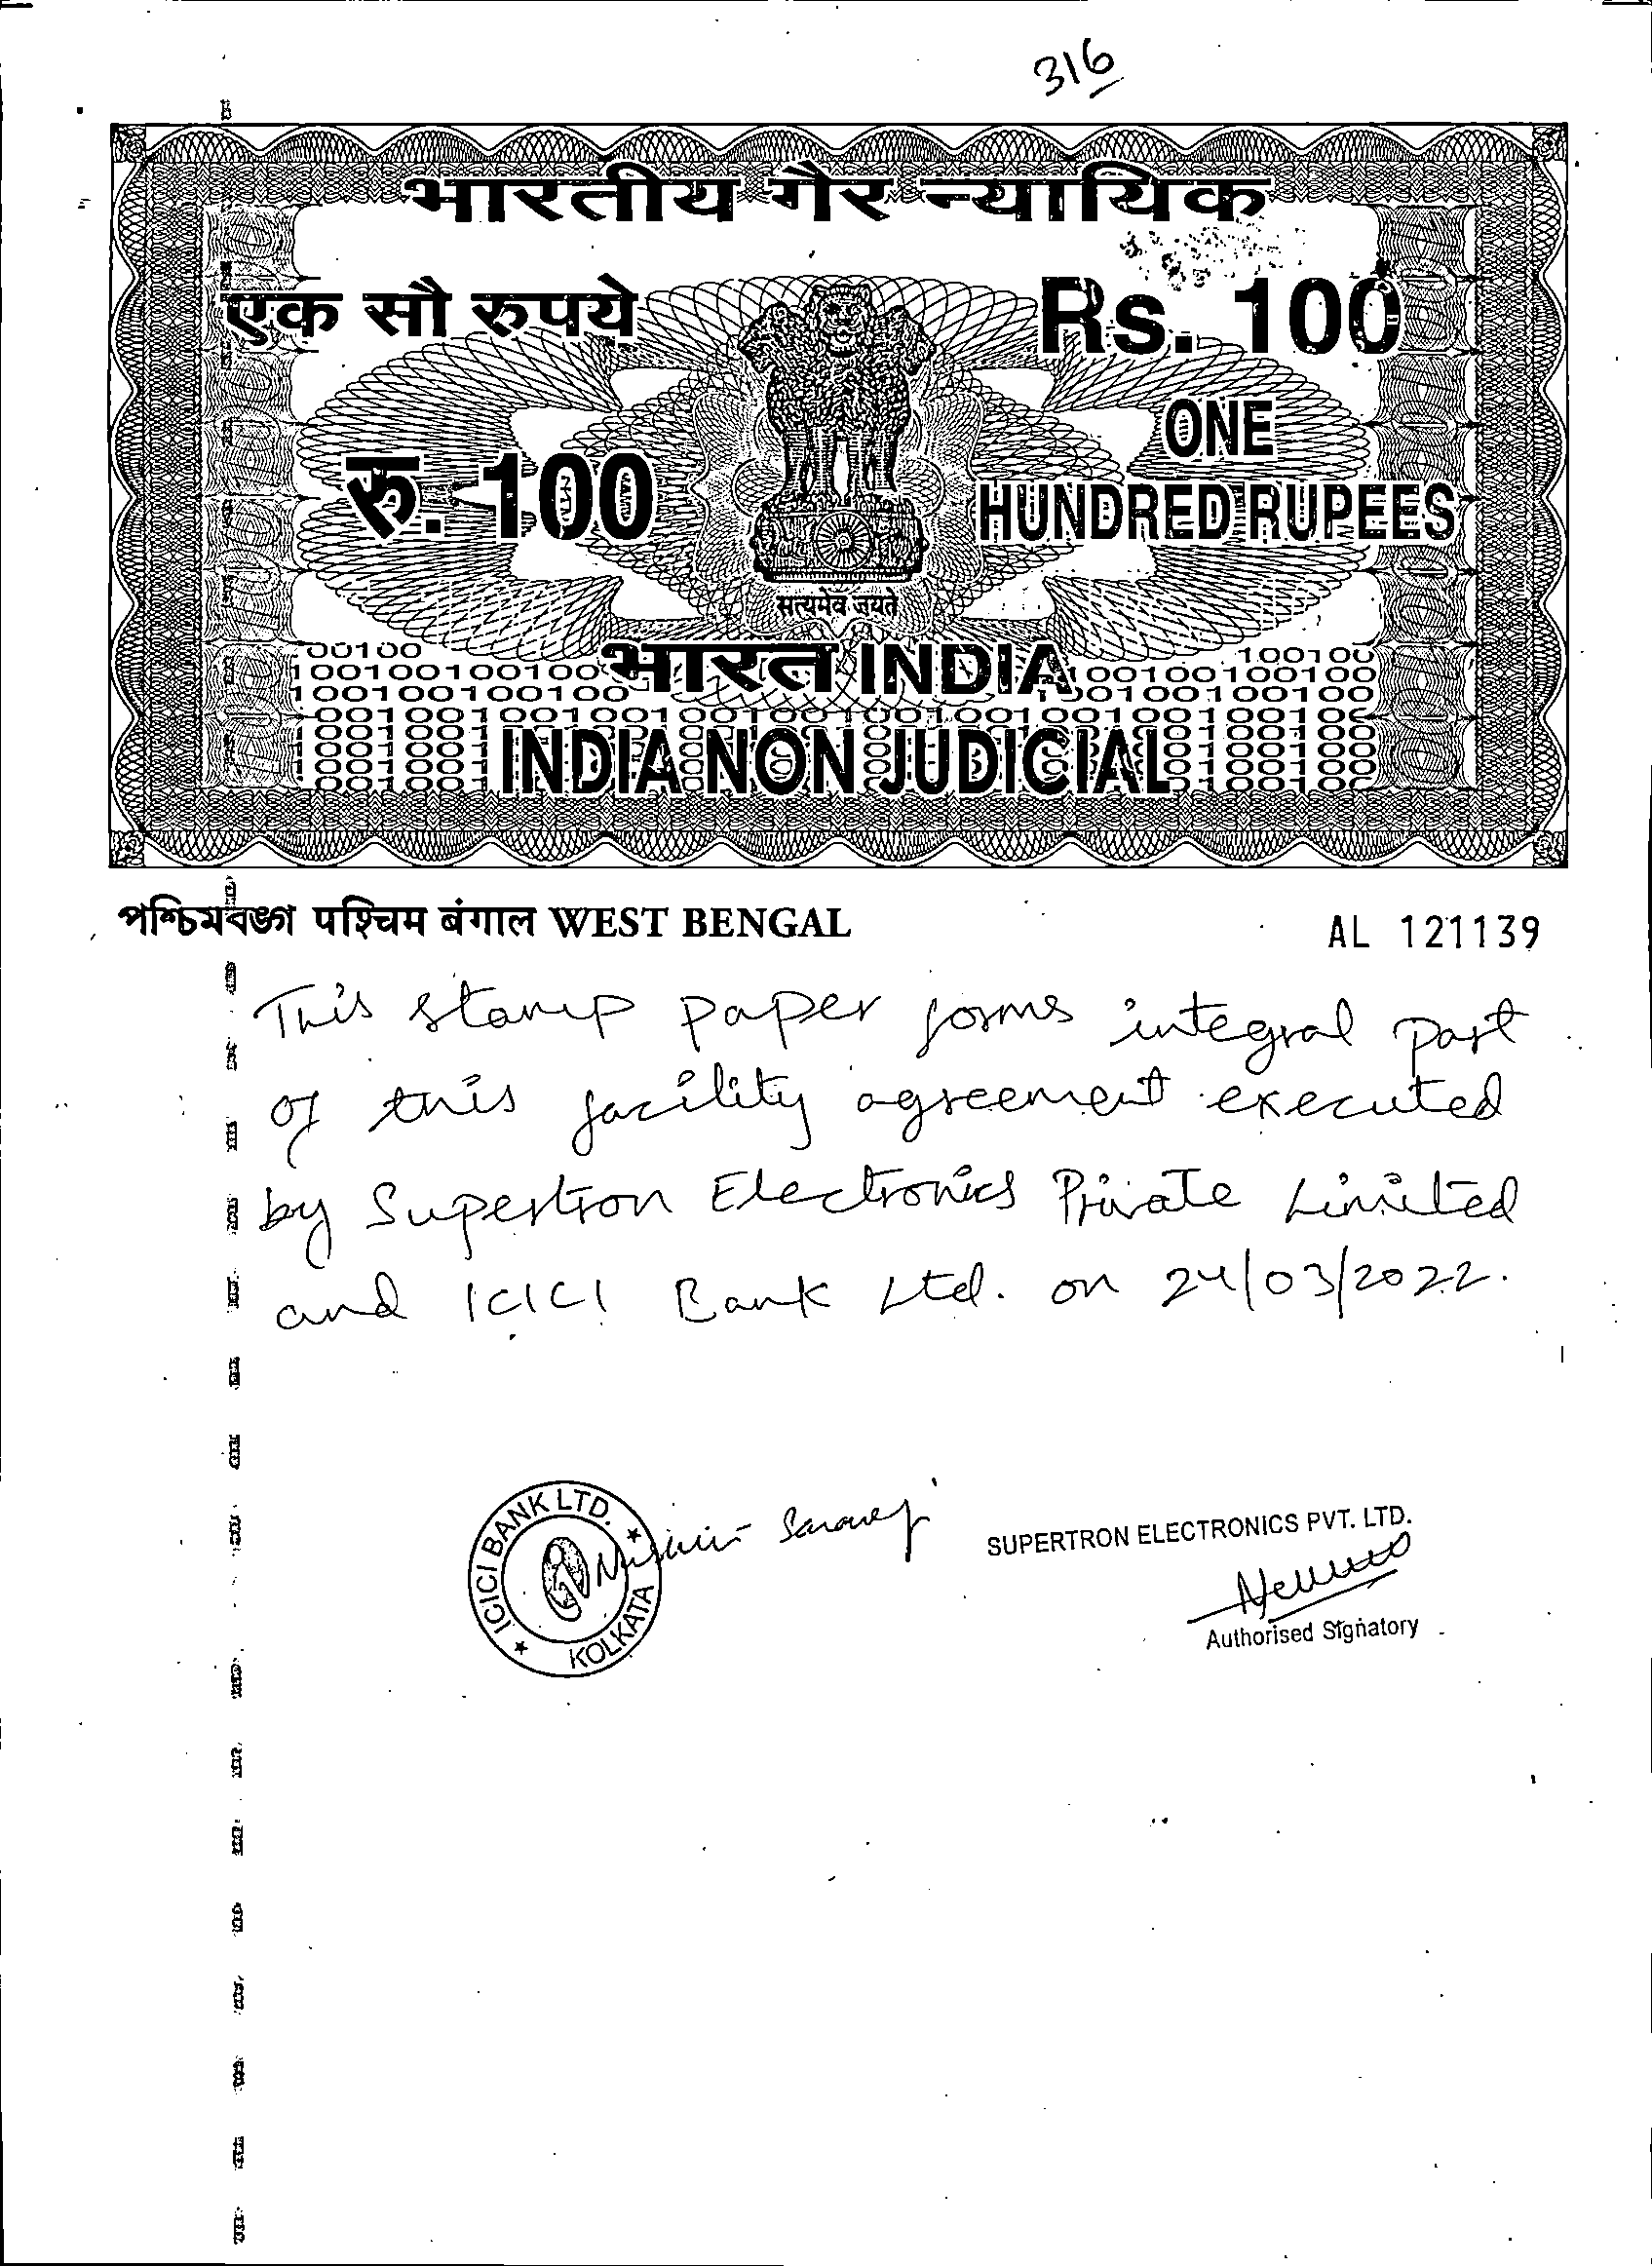 316
भारतीय गैर न्यायिक
एक सौ रुपये
Rs. 100
रु. 100
ONE
HUNDRED RUPEES
सत्यमेव जयते
भारत INDIA
INDIA NON JUDICIAL
পশ্চিমবঙ্গ पश्चिम बंगाल WEST BENGAL
AL 121139
This stamp paper forms integral part
of this facility agreement executed
by Supertron Electronics Private Limited
and ICICI Bank Ltd. on 24/03/2022.
ICICI BANK LTD.
KOLKATA
SUPERTRON ELECTRONICS PVT. LTD.
Authorised Signatory